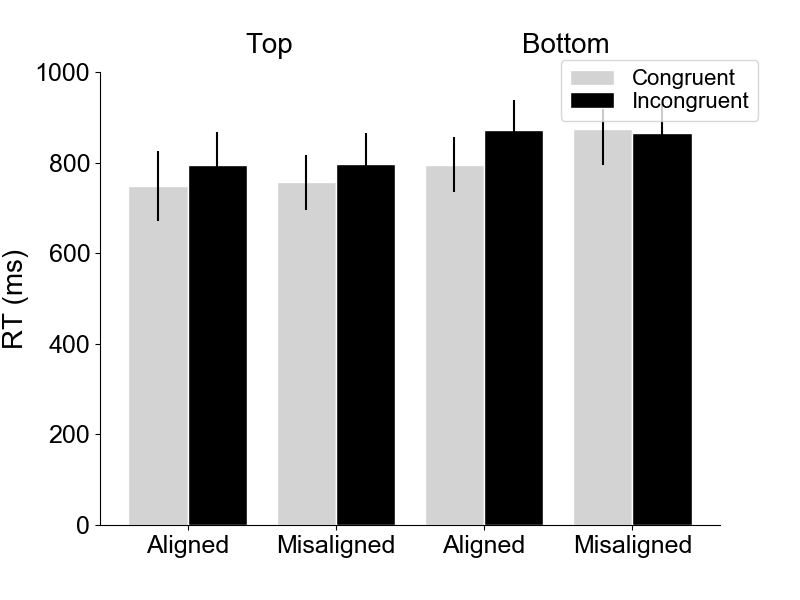 Top Bottom
Congruent
Incongruent
1000
800
600
400
200
0
RT (ms)
Aligned Misaligned Aligned Misaligned